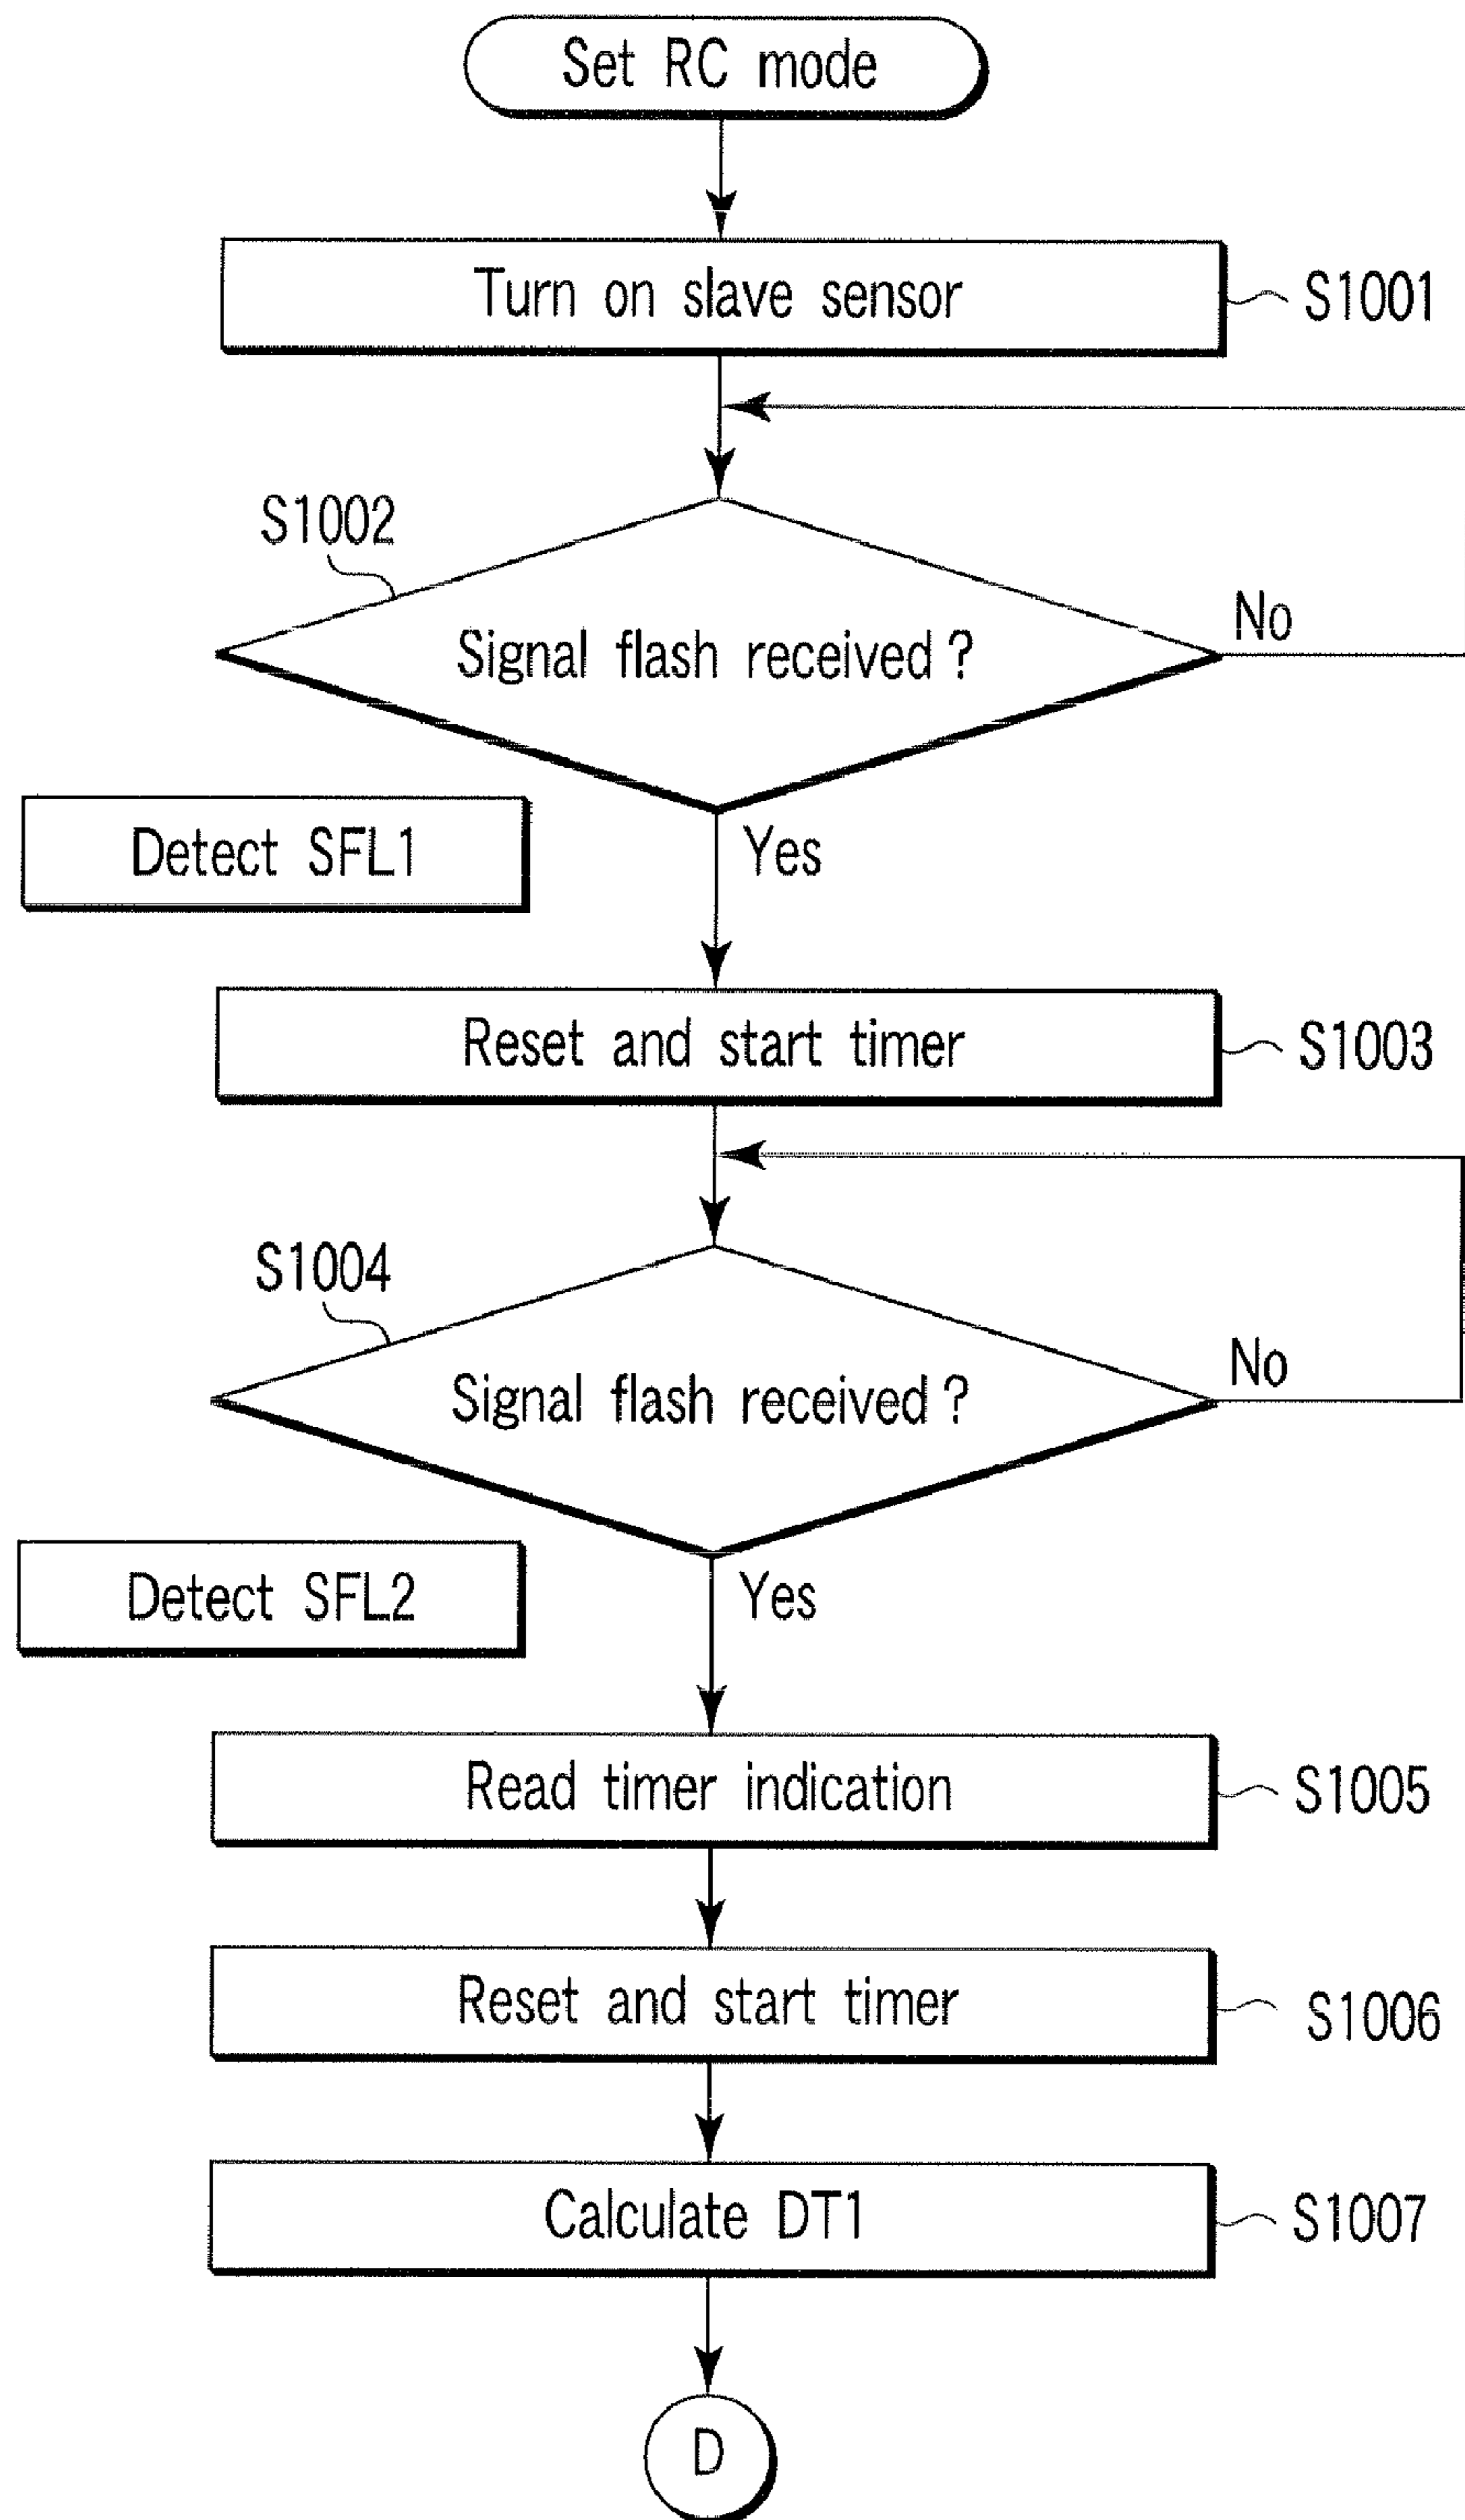 Set RC mode
Turn on slave sensor
S1001
S1002
Signal flash received ?
No
Detect SFL1
Yes
Reset and start timer
S1003
S1004
Signal flash received ?
No
Detect SFL2
Yes
Read timer indication
S1005
Reset and start timer
S1006
Calculate DT1
S1007
D